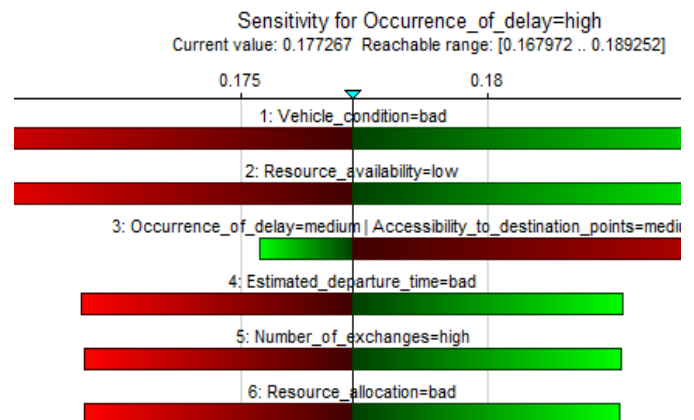 Sensitivity for Occurrence_of_delay=high
Current value: 0.177267 Reachable range: [0.167972 .. 0.189252]
0.175 0.18
1: Vehicle_condition=bad
2: Resource_availability=low
3: Occurrence_of_delay=medium | Accessibility_to_destination_points=mediu
4: Estimated_departure_time=bad
5: Number_of_exchanges=high
6: Resource_allocation=bad